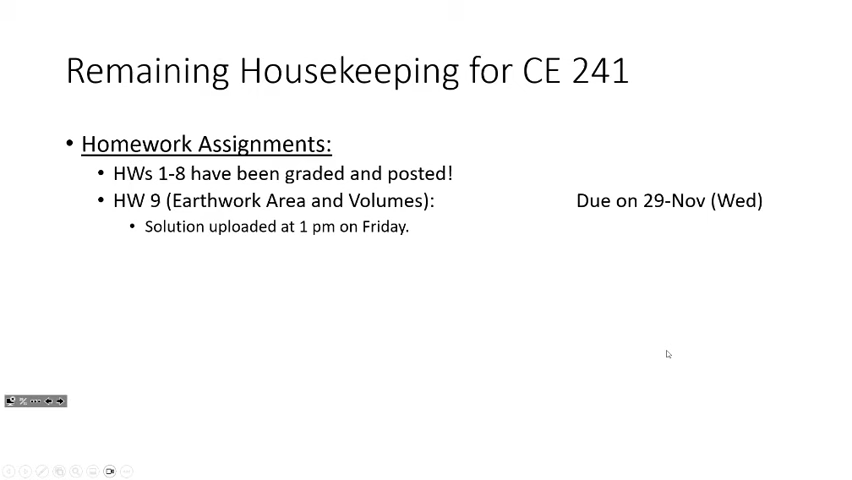 Remaining Housekeeping for CE 241
• Homework Assignments:
• HWs 1-8 have been graded and posted!
• HW 9 (Earthwork Area and Volumes): Due on 29-Nov (Wed)
• Solution uploaded at 1 pm on Friday.